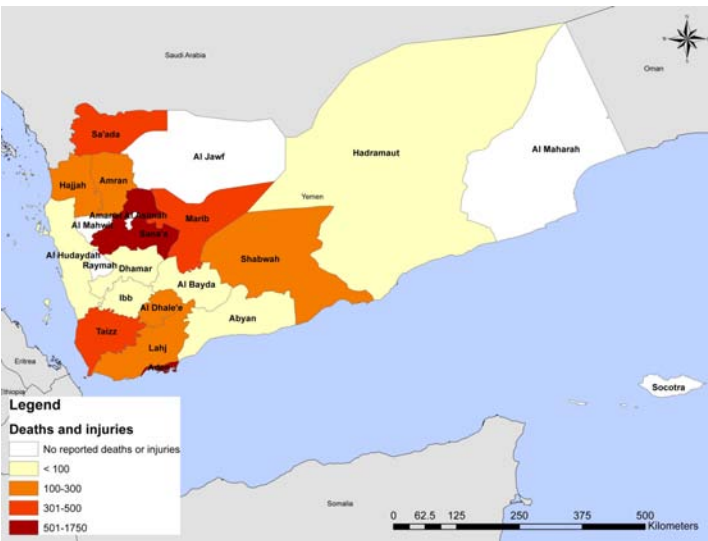 Saudi Arabia
Oman
Sa'ada
Al Jawf
Hadramaut
Al Maharah
Hajjah
Amran
Yemen
Marib
Al Mahwit
Sana'a
Al Hudaydah
Raymah
Dhamar
Shabwah
Al Bayda
Ibb
Al Dhale'e
Abyan
Taizz
Lahj
Eritrea
Ethiopia
Socotra
Legend
Deaths and injuries
No reported deaths or injuries
< 100
100-300
301-500
501-1750
Somalia
0 62.5 125 250 375 500
Kilometers